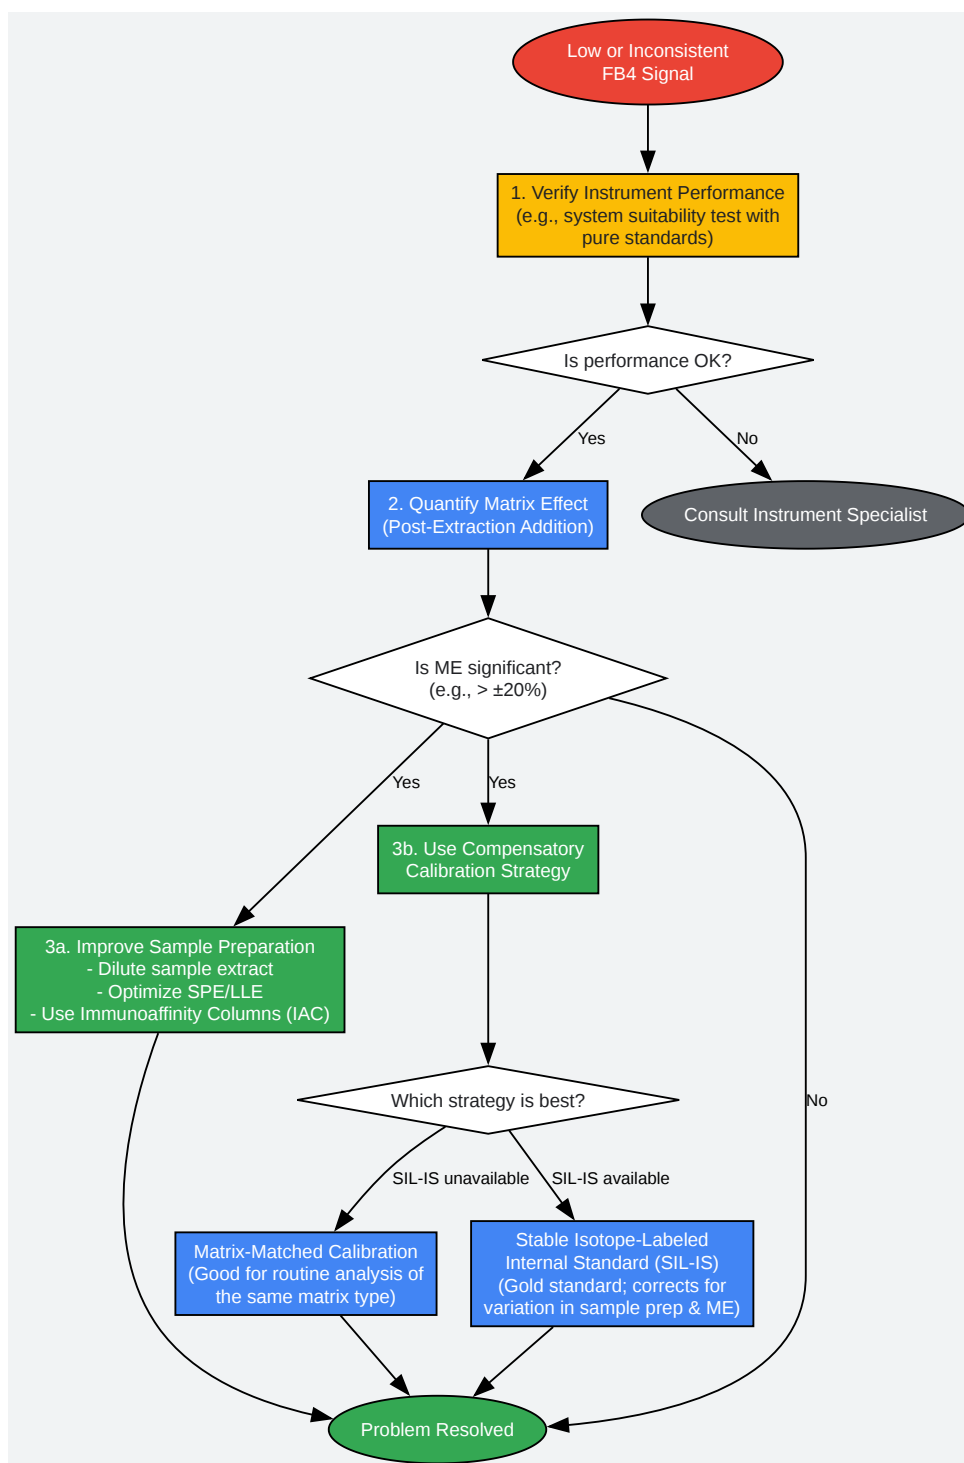 Low or Inconsistent
FB4 Signal
1. Verify Instrument Performance
(e.g., system suitability test with
pure standards)
Is performance OK?
Yes
No
2. Quantify Matrix Effect
(Post-Extraction Addition)
Consult Instrument Specialist
Is ME significant?
(e.g., > ±20%)
Yes
Yes
3b. Use Compensatory
Calibration Strategy
3a. Improve Sample Preparation
- Dilute sample extract
- Optimize SPE/LLE
- Use Immunoaffinity Columns (IAC)
Which strategy is best?
No
SIL-IS unavailable
SIL-IS available
Matrix-Matched Calibration
(Good for routine analysis of
the same matrix type)
Stable Isotope-Labeled
Internal Standard (SIL-IS)
(Gold standard; corrects for
variation in sample prep & ME)
Problem Resolved